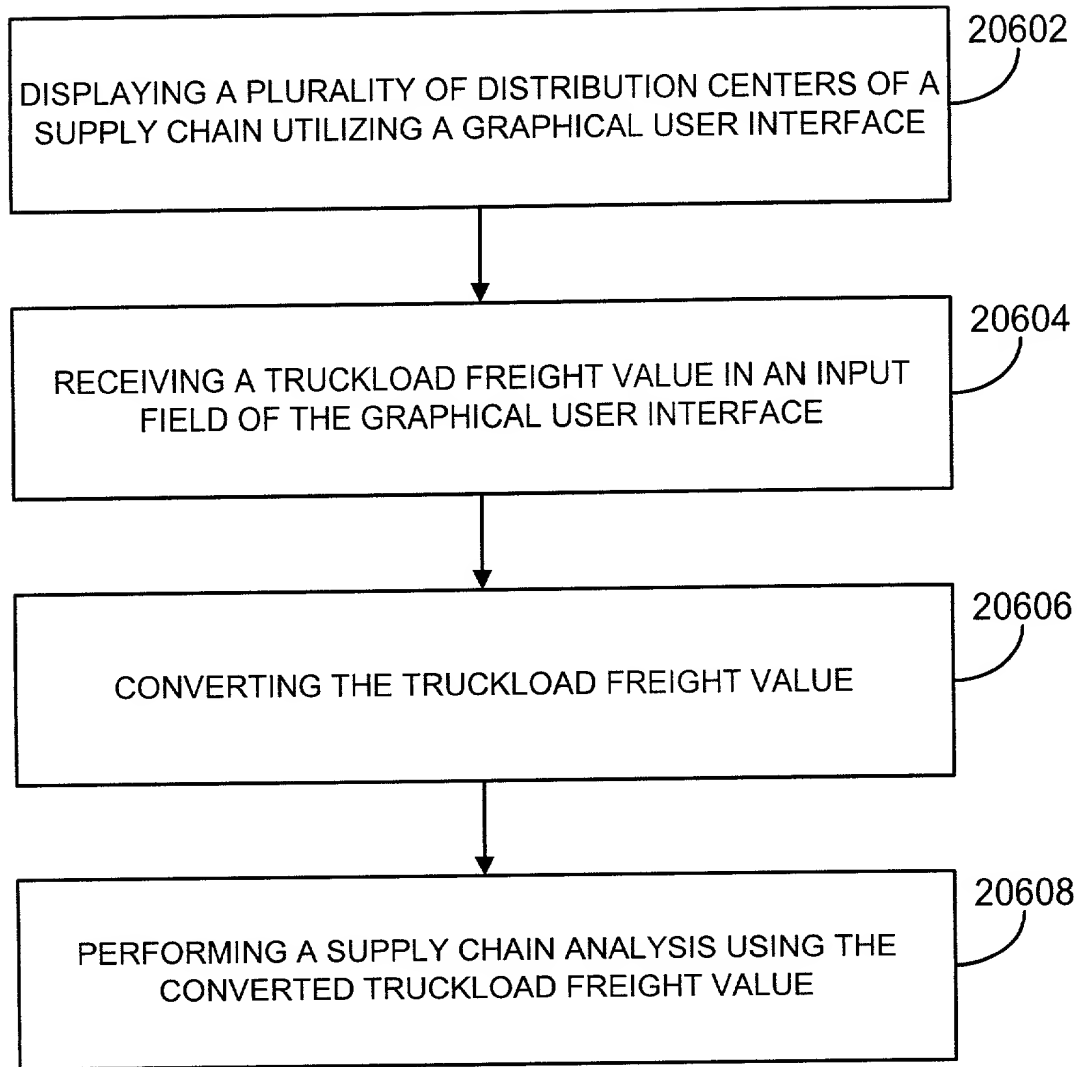 20602
DISPLAYING A PLURALITY OF DISTRIBUTION CENTERS OF A
SUPPLY CHAIN UTILIZING A GRAPHICAL USER INTERFACE
20604
RECEIVING A TRUCKLOAD FREIGHT VALUE IN AN INPUT
FIELD OF THE GRAPHICAL USER INTERFACE
20606
CONVERTING THE TRUCKLOAD FREIGHT VALUE
20608
PERFORMING A SUPPLY CHAIN ANALYSIS USING THE
CONVERTED TRUCKLOAD FREIGHT VALUE